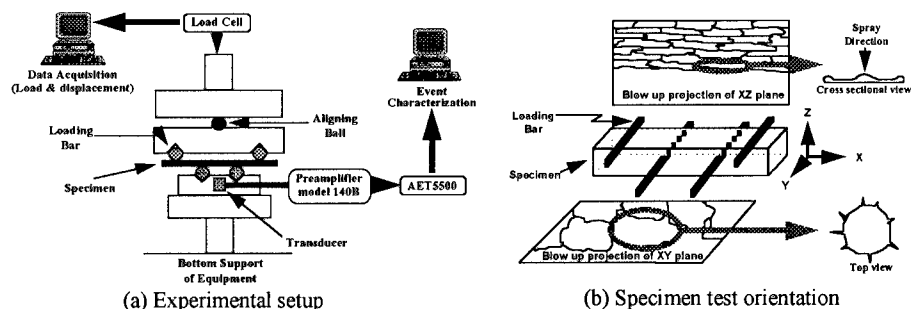 Load Cell
Data Acquisition
(Load & displacement)
Event
Characterization
Aligning
Ball
Loading
Bar
Specimen
Preamplifier
model 140B
AET5500
Transducer
Bottom Support
of Equipment
(a) Experimental setup
Spray
Direction
Blow up projection of XZ plane
Cross sectional view
Loading
Bar
Specimen
Z
X
Y
Blow up projection of XY plane
Top view
(b) Specimen test orientation